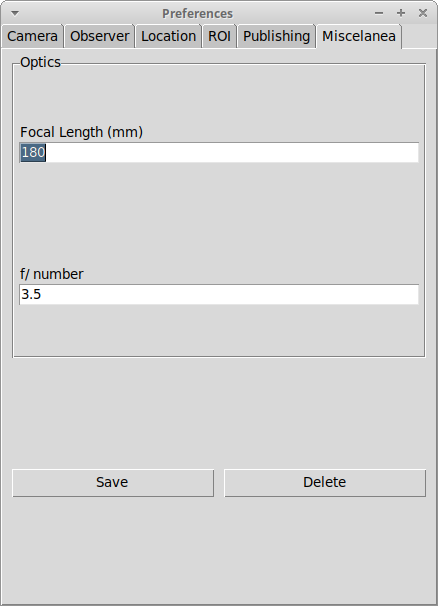 Preferences
Camera Observer Location ROI Publishing Miscelanea
Optics
Focal Length (mm)
180
f/ number
3.5
Save Delete